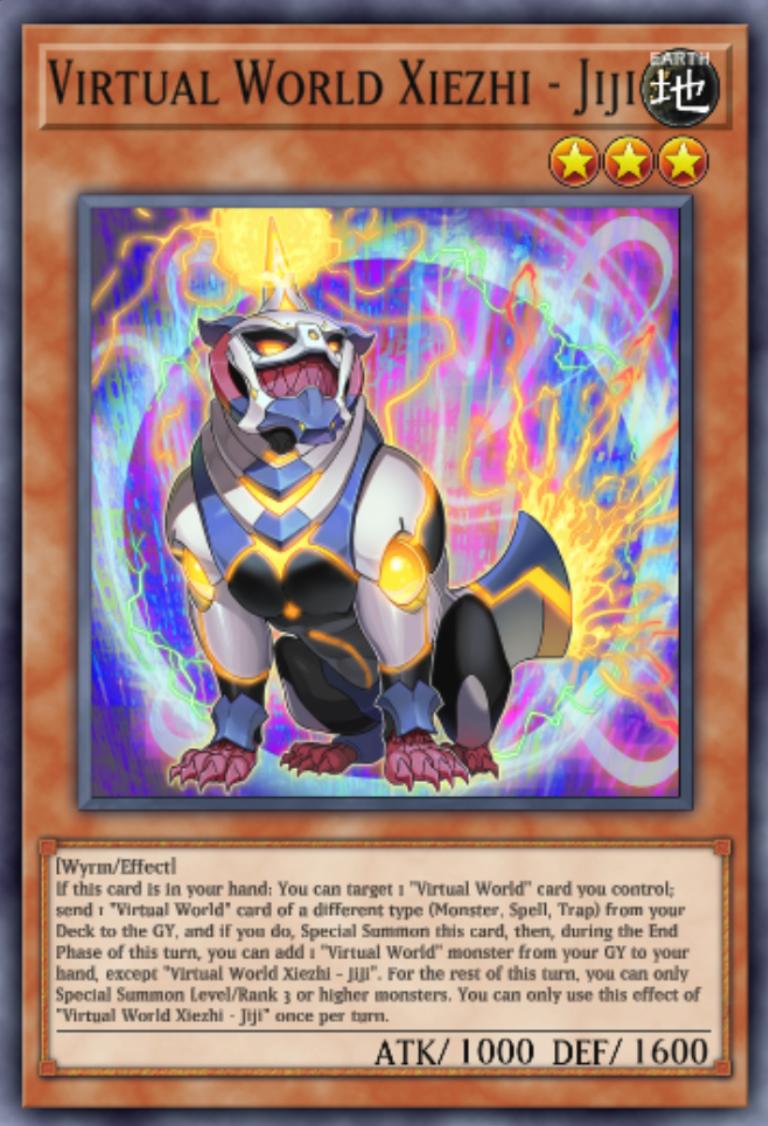 Virtual World Xiezhi - Jiji
EARTH
地
[Wyrm/Effect]
If this card is in your hand: You can target 1 "Virtual World" card you control;
send 1 "Virtual World" card of a different type (Monster, Spell, Trap) from your
Deck to the GY, and if you do, Special Summon this card, then, during the End
Phase of this turn, you can add 1 "Virtual World" monster from your GY to your
hand, except "Virtual World Xiezhi - Jiji". For the rest of this turn, you can only
Special Summon Level/Rank 3 or higher monsters. You can only use this effect of
"Virtual World Xiezhi - Jiji" once per turn.
ATK/ 1000 DEF/ 1600